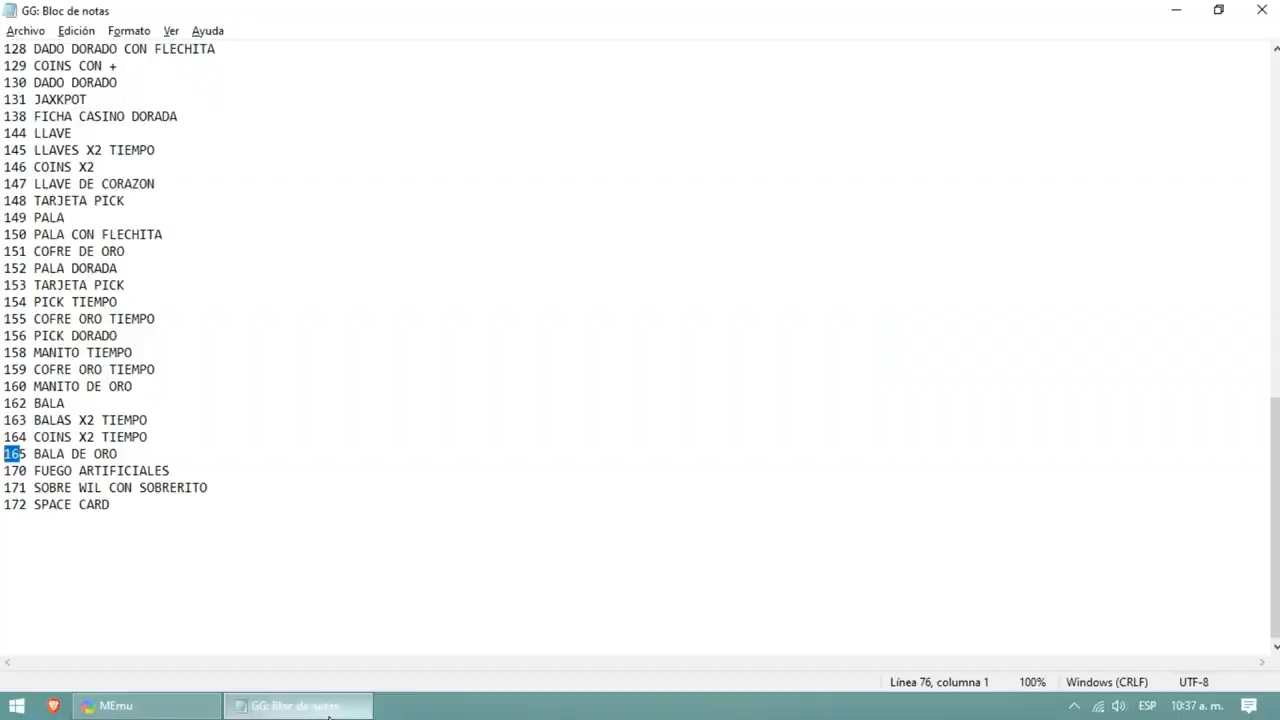 GG: Bloc de notas
Archivo Edición Formato Ver Ayuda
128 DADO DORADO CON FLECHITA
129 COINS CON +
130 DADO DORADO
131 JAXKPOT
138 FICHA CASINO DORADA
144 LLAVE
145 LLAVES X2 TIEMPO
146 COINS X2
147 LLAVE DE CORAZON
148 TARJETA PICK
149 PALA
150 PALA CON FLECHITA
151 COFRE DE ORO
152 PALA DORADA
153 TARJETA PICK
154 PICK TIEMPO
155 COFRE ORO TIEMPO
156 PICK DORADO
158 MANITO TIEMPO
159 COFRE ORO TIEMPO
160 MANITO DE ORO
162 BALA
163 BALAS X2 TIEMPO
164 COINS X2 TIEMPO
165 BALA DE ORO
170 FUEGO ARTIFICIALES
171 SOBRE WIL CON SOBRERITO
172 SPACE CARD
Línea 76, columna 1 100% Windows (CRLF) UTF-8
MEmu GG: Bloc de notas ESP 10:37 a. m.